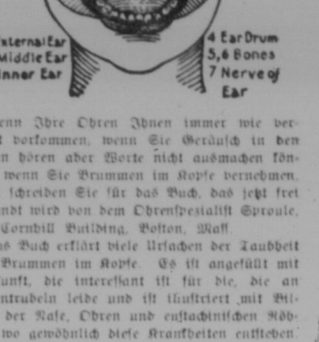 xternal Ear
Middle Ear
nner Ear
4 Ear Drum
5,6 Bones
7 Nerve of
Ear
enn Ihre Ohren Ihnen immer wie ver-
t vorkommen, wenn Sie Geräusch in den
n hören aber Worte nicht ausmachen kön-
wenn Sie Brummen im Kopfe vernehmen,
schreiben Sie für das Buch, das jetzt frei
ndt wird von dem Ohrenspezialist Sproule,
Cornhill Building, Boston, Mass.
as Buch erklärt viele Ursachen der Taubheit
Brummen im Kopfe. Es ist angefüllt mit
unft, die interessant ist für die, die an
ntrubeln leide und ist illustriert mit Bil-
der Nase, Ohren und eustachinischen Röh-
wo gewöhnlich diese Krankheiten entstehen.